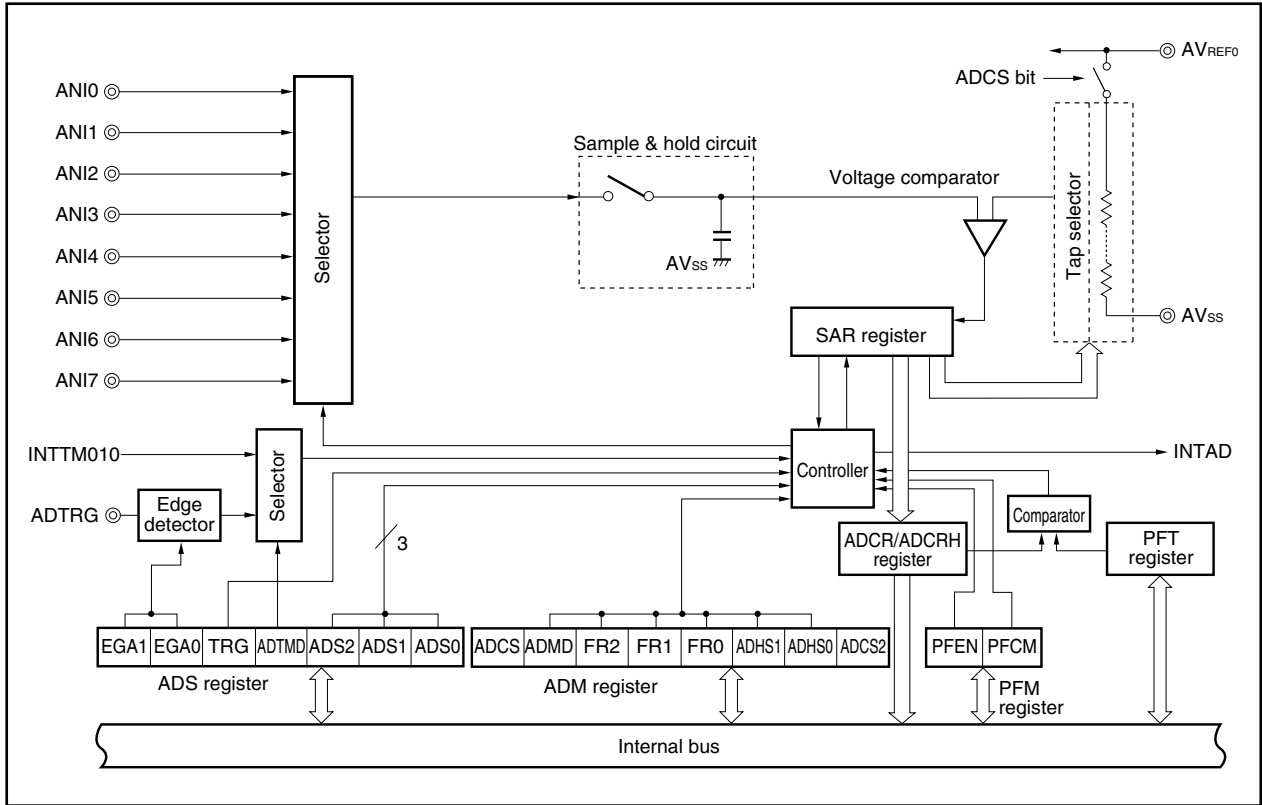 ANI0
ANI1
ANI2
ANI3
ANI4
ANI5
ANI6
ANI7
Selector
Sample & hold circuit
AVSS
Voltage comparator
ADCS bit
AVREF0
Tap selector
AVSS
SAR register
INTTM010
ADTRG
Edge
detector
Selector
3
Controller
INTAD
Comparator
ADCR/ADCRH
register
PFT
register
EGA1 EGA0 TRG ADTMD ADS2 ADS1 ADS0
ADS register
ADCS ADMD FR2 FR1 FR0 ADHS1 ADHS0 ADCS2
ADM register
PFEN PFCM
PFM
register
Internal bus